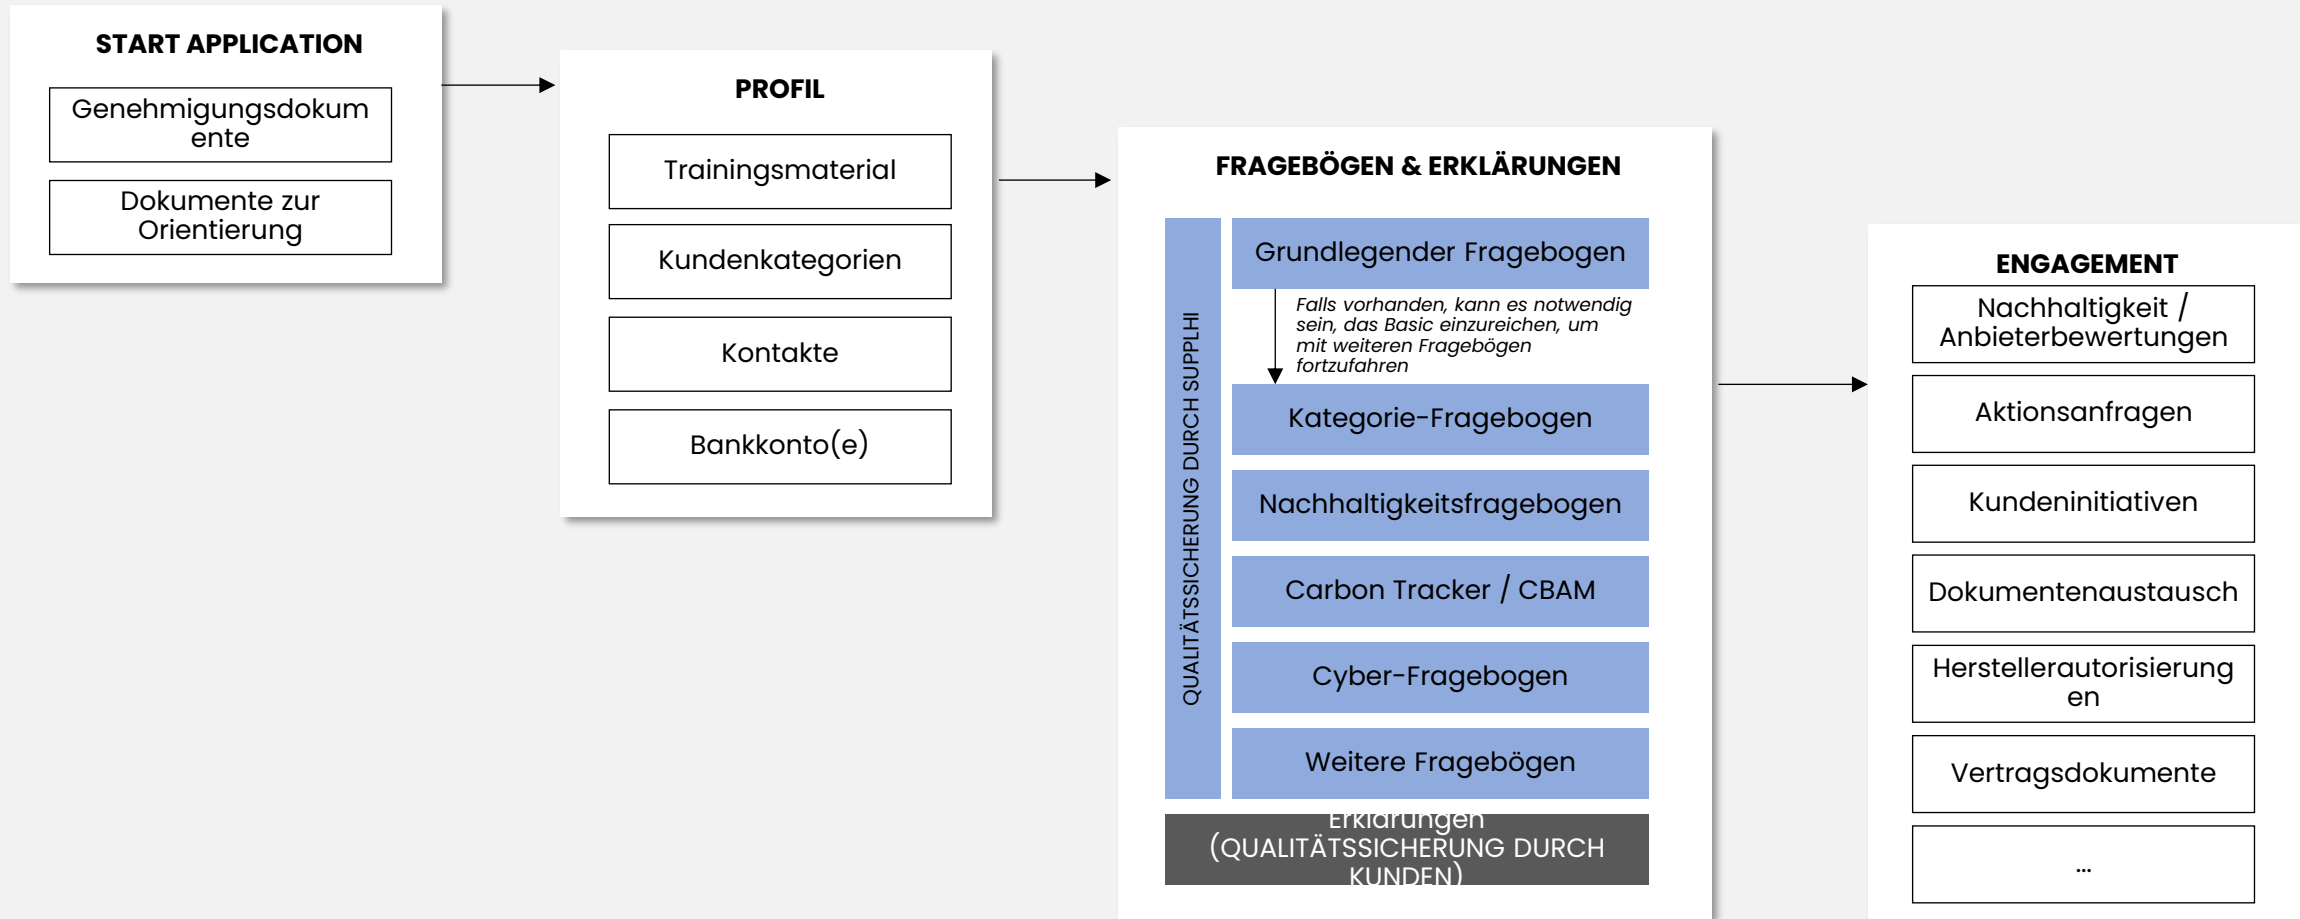 START APPLICATION
Genehmigungsdokum
ente
Dokumente zur
Orientierung
PROFIL
Trainingsmaterial
Kundenkategorien
Kontakte
Bankkonto(e)
FRAGEBÖGEN & ERKLÄRUNGEN
QUALITÄTSSICHERUNG DURCH SUPPLHI
Grundlegender Fragebogen
Falls vorhanden, kann es notwendig
sein, das Basic einzureichen, um
mit weiteren Fragebögen
fortzufahren
Kategorie-Fragebogen
Nachhaltigkeitsfragebogen
Carbon Tracker / CBAM
Cyber-Fragebogen
Weitere Fragebögen
Erklärungen
(QUALITÄTSSICHERUNG DURCH
KUNDEN)
ENGAGEMENT
Nachhaltigkeit /
Anbieterbewertungen
Aktionsanfragen
Kundeninitiativen
Dokumentenaustausch
Herstellerautorisierung
en
Vertragsdokumente
...